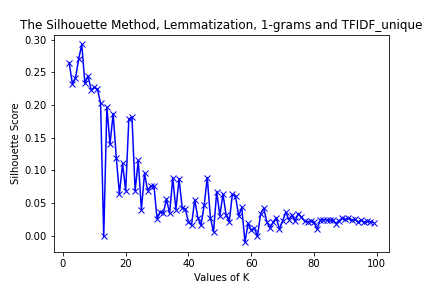 The Silhouette Method, Lemmatization, 1-grams and TFIDF_unique
0.30
0.25
0.20
0.15
0.10
0.05
0.00
Silhouette Score
0 20 40 60 80 100
Values of K